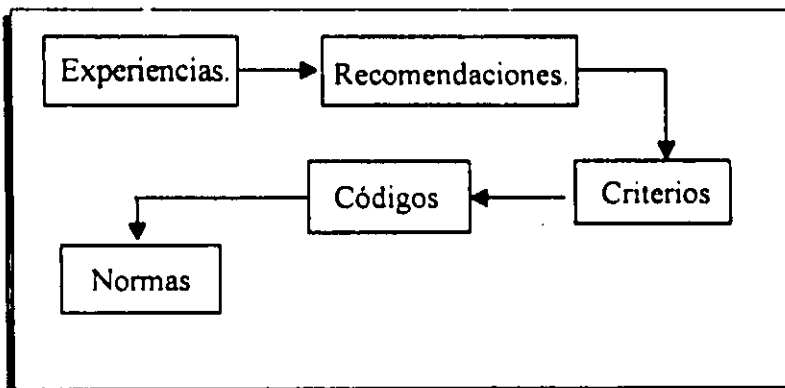 Experiencias.
Recomendaciones.
Criterios
Códigos
Normas